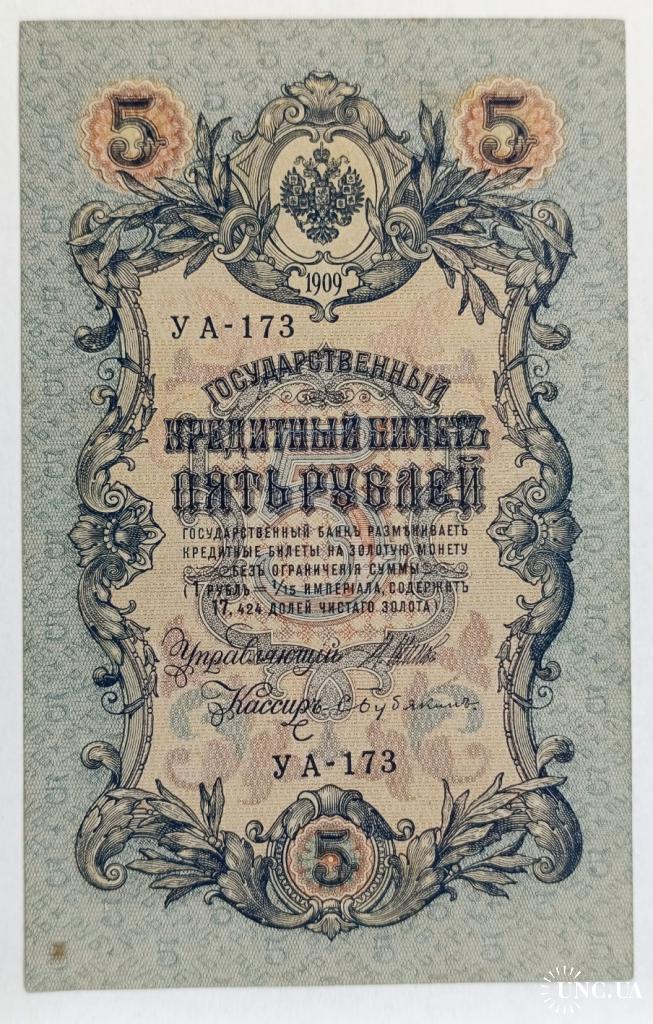 5 5
1909
УА-173
ГОСУДАРСТВЕННЫЙ
КРЕДИТНЫЙ БИЛЕТЪ
ПЯТЬ РУБЛЕЙ
5
ГОСУДАРСТВЕННЫЙ БАНКЪ РАЗМѢНИВАЕТЪ
КРЕДИТНЫЕ БИЛЕТЫ НА ЗОЛОТУЮ МОНЕТУ
БЕЗЪ ОГРАНИЧЕНІЯ СУММЫ
(1 РУБЛЬ = 1/15 ИМПЕРІАЛА, СОДЕРЖИТЪ
17,424 ДОЛЕЙ ЧИСТАГО ЗОЛОТА).
Управляющій
Кассиръ С Бубякинъ
УА-173
5
UNC.UA